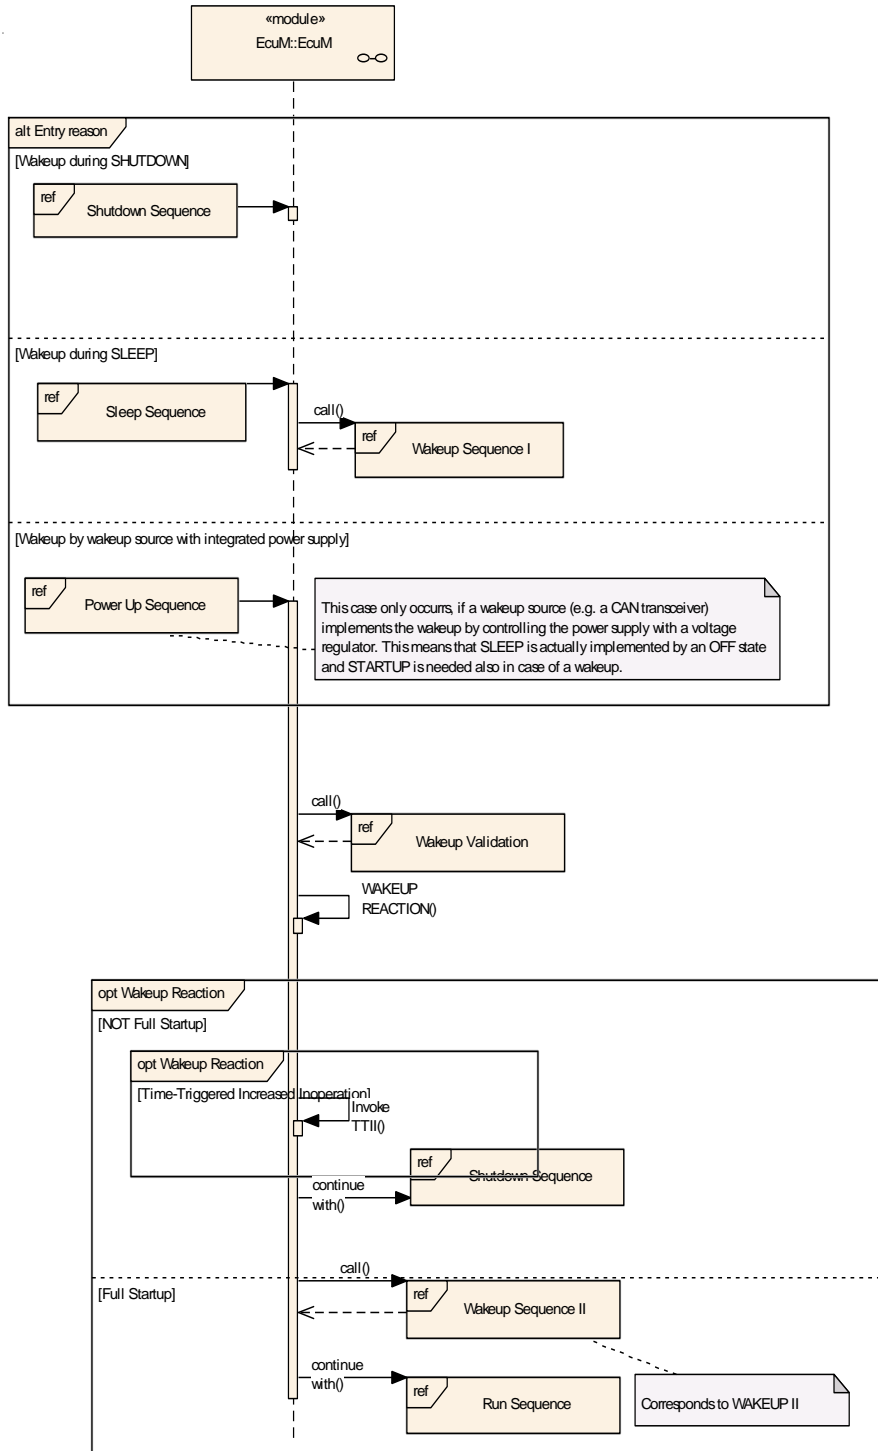 «module»
EcuM::EcuM
alt Entry reason
[Wakeup during SHUTDOWN]
ref
Shutdown Sequence
[Wakeup during SLEEP]
ref
Sleep Sequence
call()
ref
Wakeup Sequence I
[Wakeup by wakeup source with integrated power supply]
ref
Power Up Sequence
This case only occurrs, if a wakeup source (e.g. a CAN transceiver)
implements the wakeup by controlling the power supply with a voltage
regulator. This means that SLEEP is actually implemented by an OFF state
and STARTUP is needed also in case of a wakeup.
call()
ref
Wakeup Validation
WAKEUP
REACTION()
opt Wakeup Reaction
[NOT Full Startup]
opt Wakeup Reaction
[Time-Triggered Increased Inoperation]
Invoke
TTII()
ref
Shutdown Sequence
continue
with()
call()
[Full Startup]
ref
Wakeup Sequence II
continue
with()
ref
Run Sequence
Corresponds to WAKEUP II